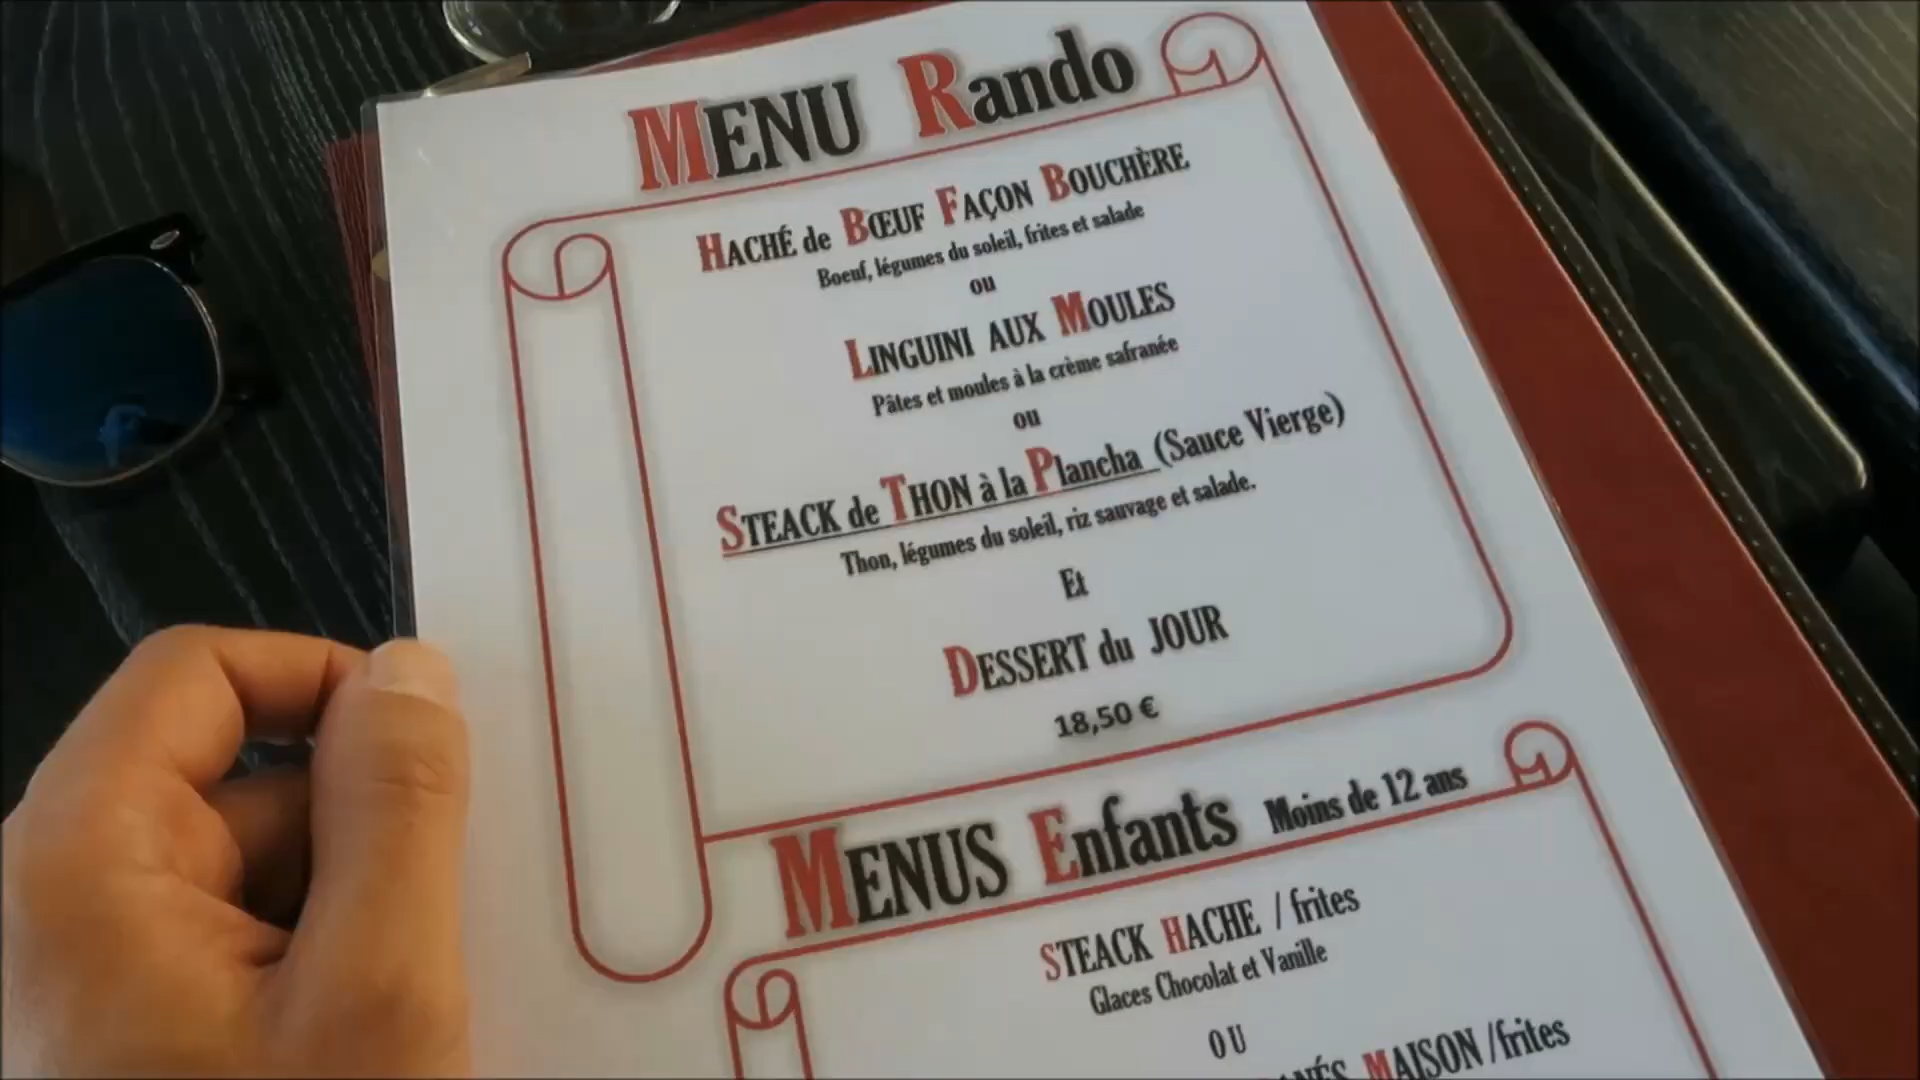 MENU Rando
HACHÉ de BŒUF FAÇON BOUCHÈRE
Boeuf, légumes du soleil, frites et salade
ou
LINGUINI AUX MOULES
Pâtes et moules à la crème safranée
ou
STEACK de THON à la Plancha (Sauce Vierge)
Thon, légumes du soleil, riz sauvage et salade.
Et
DESSERT du JOUR
18,50 €
MENUS Enfants Moins de 12 ans
STEACK HACHE / frites
Glaces Chocolat et Vanille
OU
MAISON /frites